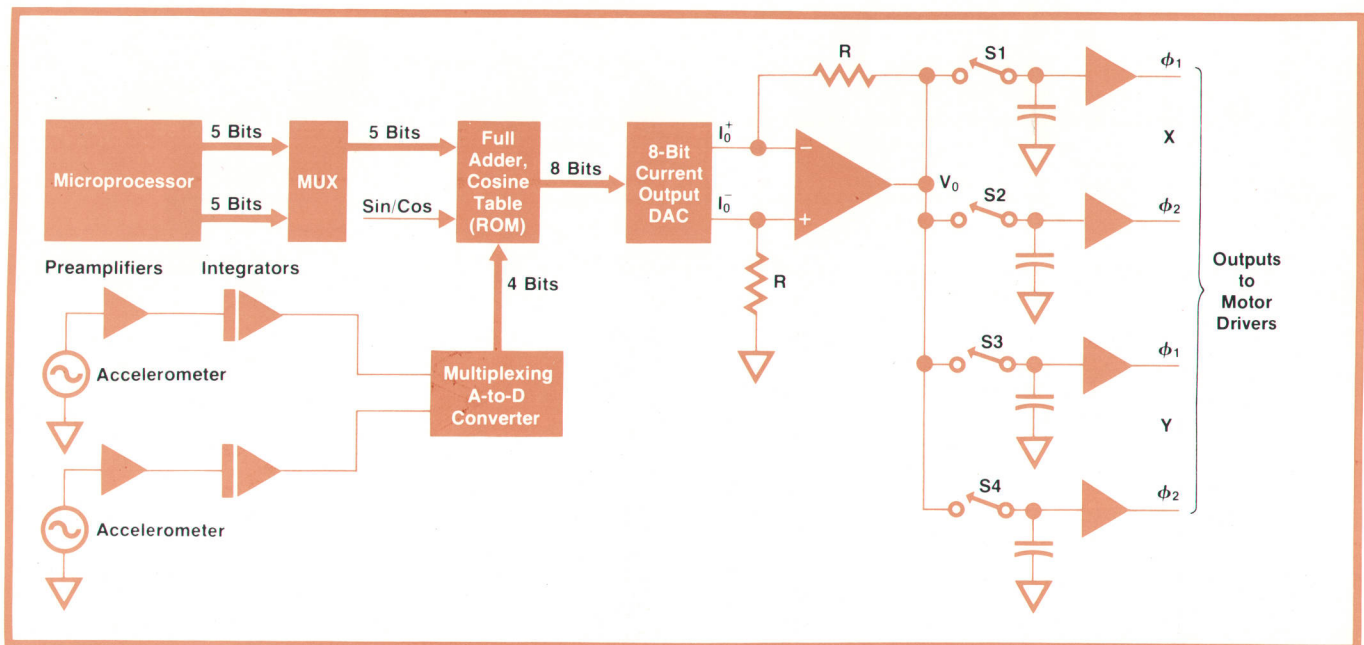 Microprocessor
5 Bits
5 Bits
MUX
5 Bits
Sin/Cos
Full
Adder,
Cosine
Table
(ROM)
8 Bits
8-Bit
Current
Output
DAC
I₀⁺
I₀⁻
R
R
−
+
V₀
S1
S2
S3
S4
ϕ₁
X
ϕ₂
ϕ₁
Y
ϕ₂
Outputs
to
Motor
Drivers
Preamplifiers
Integrators
4 Bits
Accelerometer
Multiplexing
A-to-D
Converter
Accelerometer